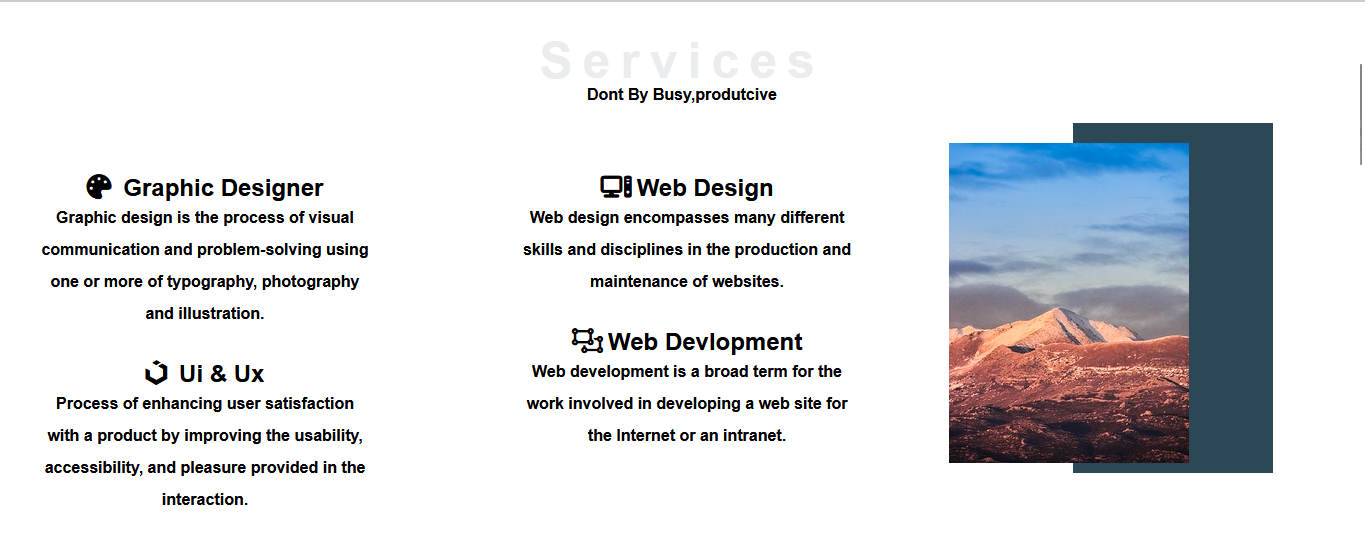 Services
Dont By Busy,produtcive
Graphic Designer
Graphic design is the process of visual
communication and problem-solving using
one or more of typography, photography
and illustration.
Ui & Ux
Process of enhancing user satisfaction
with a product by improving the usability,
accessibility, and pleasure provided in the
interaction.
Web Design
Web design encompasses many different
skills and disciplines in the production and
maintenance of websites.
Web Devlopment
Web development is a broad term for the
work involved in developing a web site for
the Internet or an intranet.